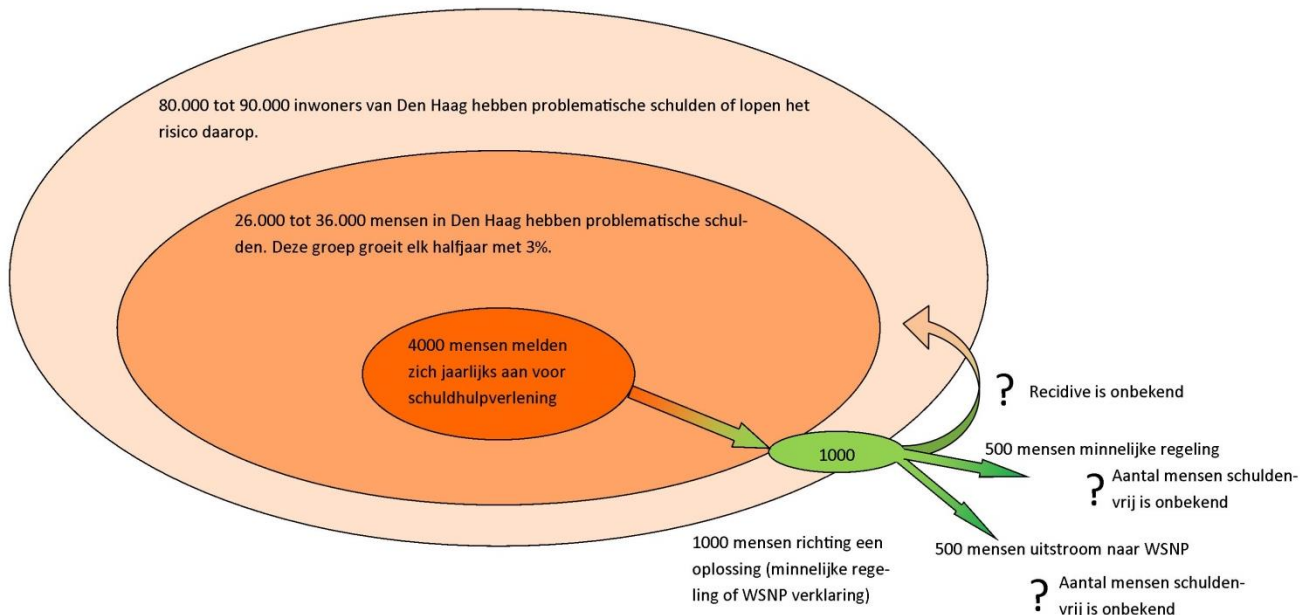 80.000 tot 90.000 inwoners van Den Haag hebben problematische schulden of lopen het
risico daarop.
26.000 tot 36.000 mensen in Den Haag hebben problematische schul-
den. Deze groep groeit elk halfjaar met 3%.
4000 mensen melden
zich jaarlijks aan voor
schuldhulpverlening
1000
? Recidive is onbekend
500 mensen minnelijke regeling
? Aantal mensen schulden-
vrij is onbekend
1000 mensen richting een
oplossing (minnelijke rege-
ling of WSNP verklaring)
500 mensen uitstroom naar WSNP
? Aantal mensen schulden-
vrij is onbekend